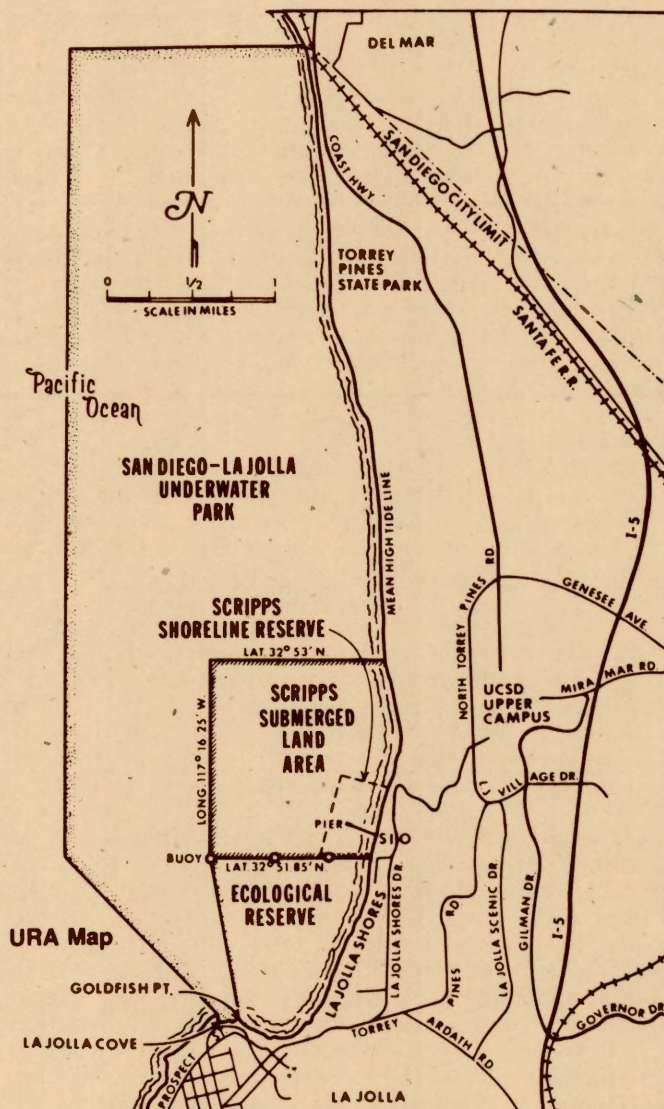 DEL MAR
COAST HWY
SAN DIEGO CITY LIMIT
N
TORREY
PINES
STATE PARK
0 1/2 1
SCALE IN MILES
SANTA FE R.R.
Pacific
Ocean
SAN DIEGO-LA JOLLA
UNDERWATER
PARK
MEAN HIGH TIDE LINE
I-5
SCRIPPS
SHORELINE RESERVE
LAT. 32° 53' N
NORTH TORREY PINES RD
GENESEE AVE.
SCRIPPS
SUBMERGED
LAND
AREA
LONG. 117° 16 25' W.
UCSD
UPPER
CAMPUS
MIRA MAR RD.
LJ VILLAGE DR.
PIER
SIO
BUOY
LAT. 32° 51.85' N
ECOLOGICAL
RESERVE
LA JOLLA SHORES
LA JOLLA SHORES DR.
LA JOLLA SCENIC DR.
GILMAN DR.
I-5
URA Map
GOLDFISH PT.
TORREY PINES RD
GOVERNOR DR.
LA JOLLA COVE
ARDATH RD
PROSPECT
LA JOLLA